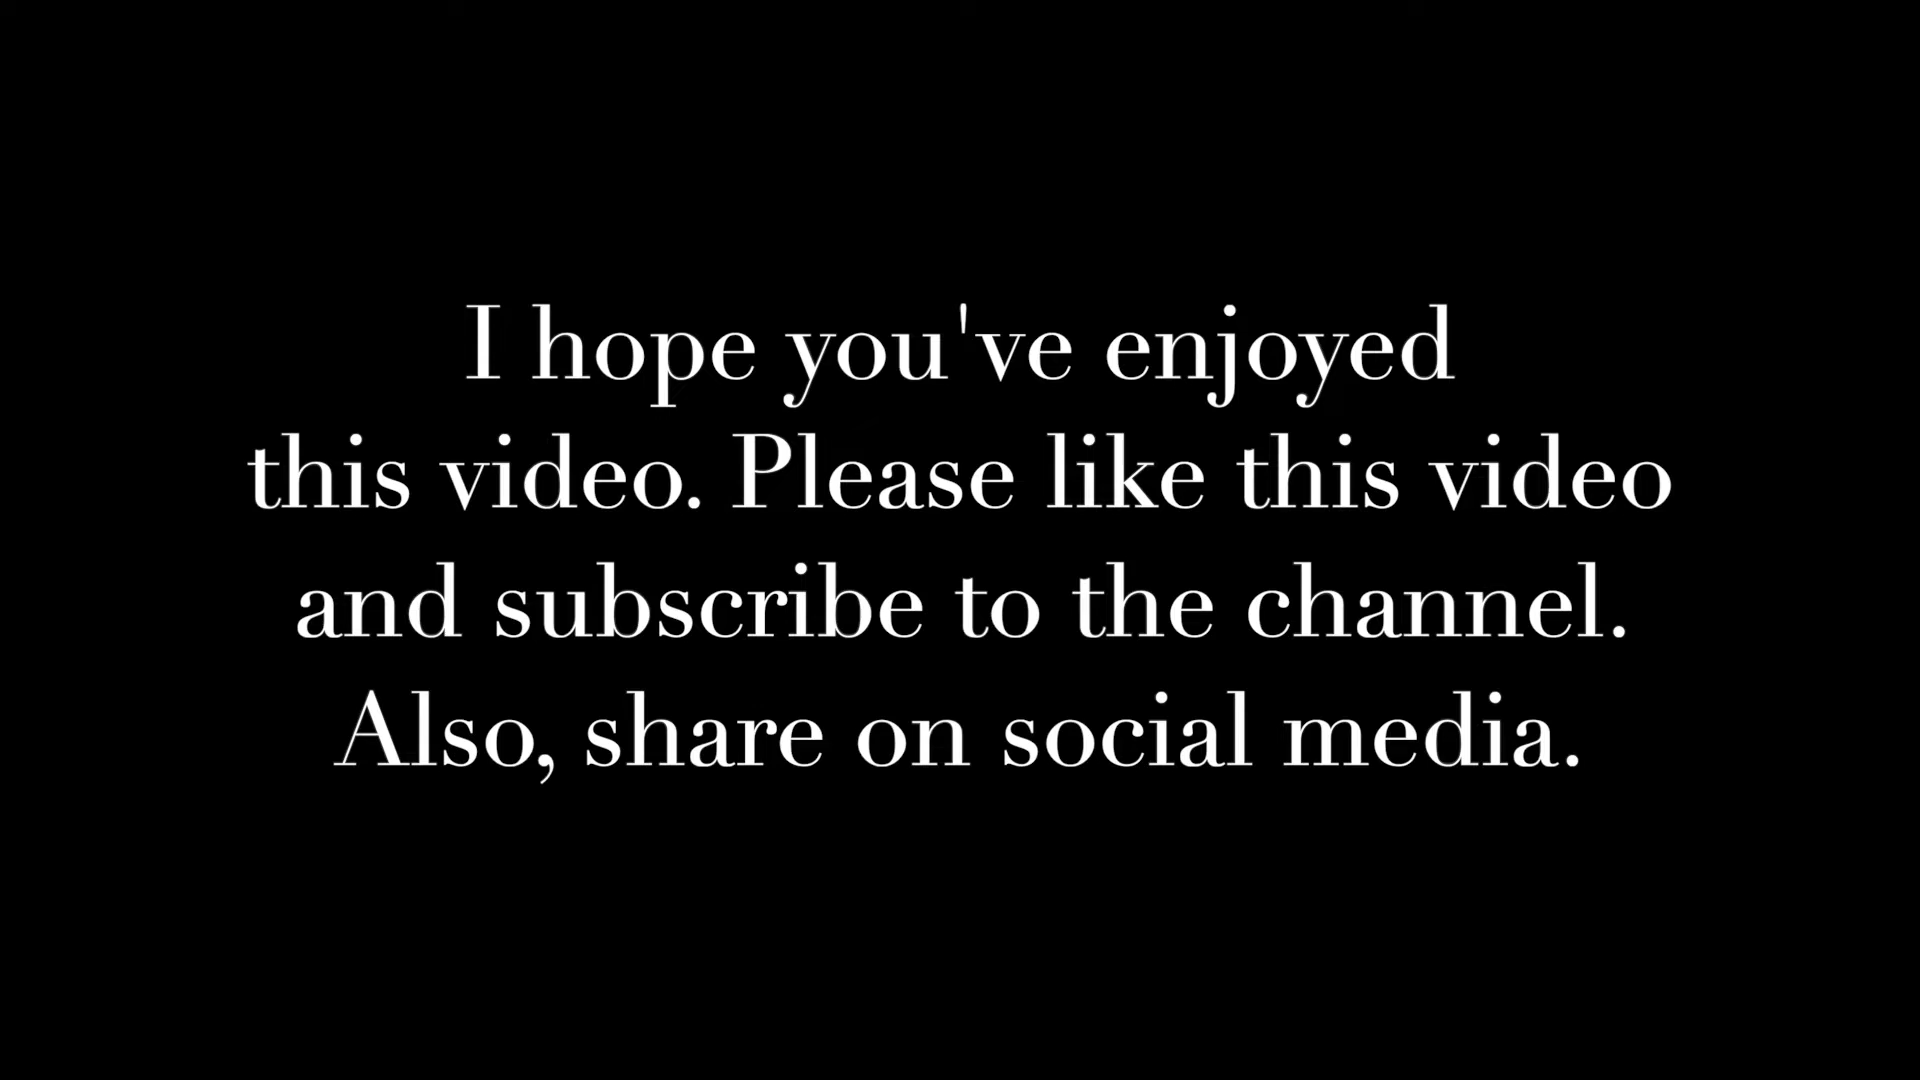 I hope you've enjoyed
this video. Please like this video
and subscribe to the channel.
Also, share on social media.